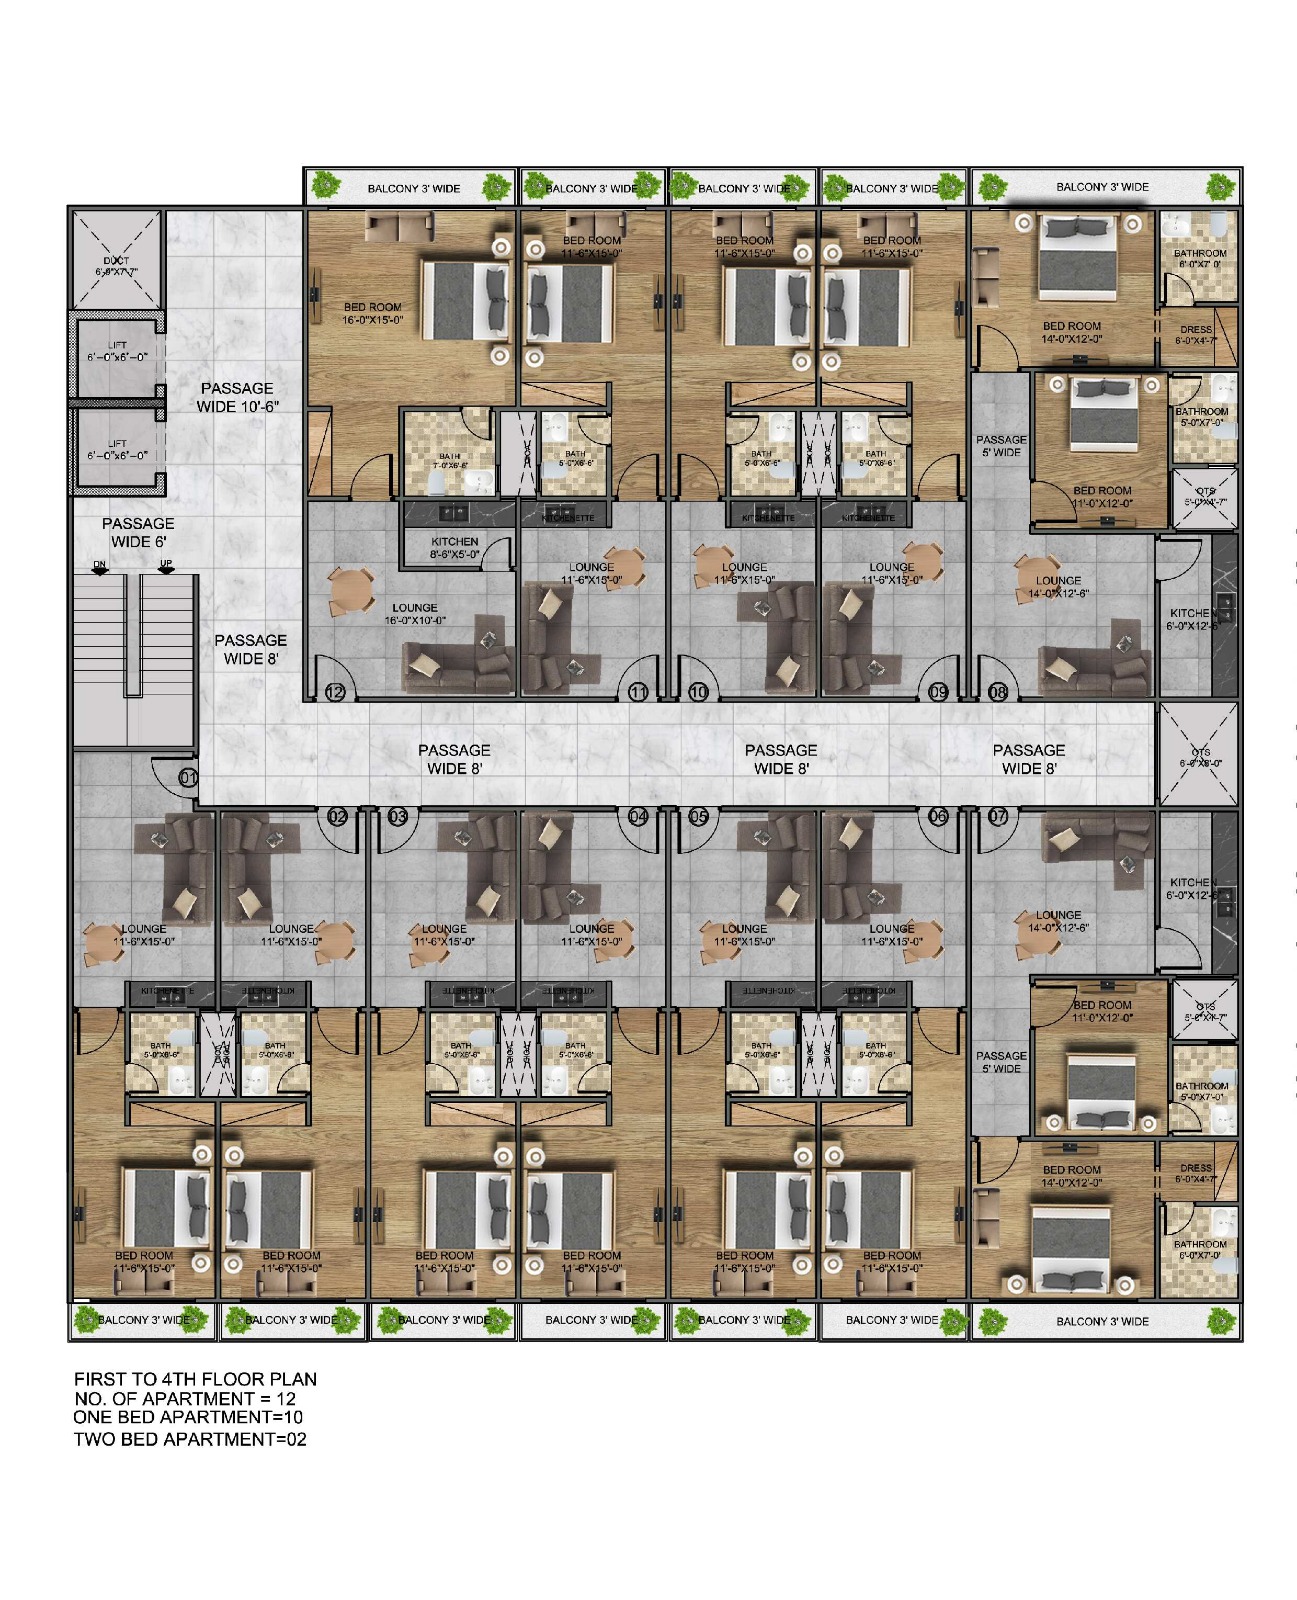 BALCONY 3' WIDE
BALCONY 3' WIDE
BALCONY 3' WIDE
BALCONY 3' WIDE
BALCONY 3' WIDE
DUCT
6'-9"X7'-7"
LIFT
6'-0"x6'-0"
LIFT
6'-0"x6'-0"
PASSAGE
WIDE 10'-6"
PASSAGE
WIDE 6'
DN
UP
PASSAGE
WIDE 8'
BED ROOM
16'-0"X15'-0"
BED ROOM
11'-6"X15'-0"
BED ROOM
11'-6"X15'-0"
BED ROOM
11'-6"X15'-0"
BED ROOM
14'-0"X12'-0"
BATHROOM
6'-0"X7'-0"
DRESS
6'-0"X4'-7"
BATHROOM
5'-0"X7'-0"
PASSAGE
5' WIDE
BED ROOM
11'-0"X12'-0"
OTS
5'-0"X4'-7"
BATH
7'-0"X6'-6"
BATH
5'-0"X6'-6"
BATH
5'-0"X6'-6"
BATH
5'-0"X6'-6"
KITCHENETTE
KITCHENETTE
KITCHENETTE
KITCHEN
8'-6"X5'-0"
LOUNGE
16'-0"X10'-0"
LOUNGE
11'-6"X15'-0"
LOUNGE
11'-6"X15'-0"
LOUNGE
11'-6"X15'-0"
LOUNGE
14'-0"X12'-6"
KITCHEN
6'-0"X12'-6"
12
11
10
09
08
PASSAGE
WIDE 8'
PASSAGE
WIDE 8'
PASSAGE
WIDE 8'
OTS
6'-0"X8'-0"
01
02
03
04
05
06
07
LOUNGE
11'-6"X15'-0"
LOUNGE
11'-6"X15'-0"
LOUNGE
11'-6"X15'-0"
LOUNGE
11'-6"X15'-0"
LOUNGE
11'-6"X15'-0"
LOUNGE
11'-6"X15'-0"
LOUNGE
14'-0"X12'-6"
KITCHEN
6'-0"X12'-6"
KITCHENETTE
KITCHENETTE
KITCHENETTE
KITCHENETTE
KITCHENETTE
BATH
5'-0"X6'-6"
BATH
5'-0"X6'-6"
BATH
5'-0"X6'-6"
BATH
5'-0"X6'-6"
BATH
5'-0"X6'-6"
BATH
5'-0"X6'-6"
BED ROOM
11'-0"X12'-0"
OTS
5'-0"X4'-7"
PASSAGE
5' WIDE
BATHROOM
5'-0"X7'-0"
BED ROOM
14'-0"X12'-0"
DRESS
6'-0"X4'-7"
BATHROOM
6'-0"X7'-0"
BED ROOM
11'-6"X15'-0"
BED ROOM
11'-6"X15'-0"
BED ROOM
11'-6"X15'-0"
BED ROOM
11'-6"X15'-0"
BED ROOM
11'-6"X15'-0"
BED ROOM
11'-6"X15'-0"
BALCONY 3' WIDE
BALCONY 3' WIDE
BALCONY 3' WIDE
BALCONY 3' WIDE
BALCONY 3' WIDE
BALCONY 3' WIDE
BALCONY 3' WIDE
FIRST TO 4TH FLOOR PLAN
NO. OF APARTMENT = 12
ONE BED APARTMENT=10
TWO BED APARTMENT=02